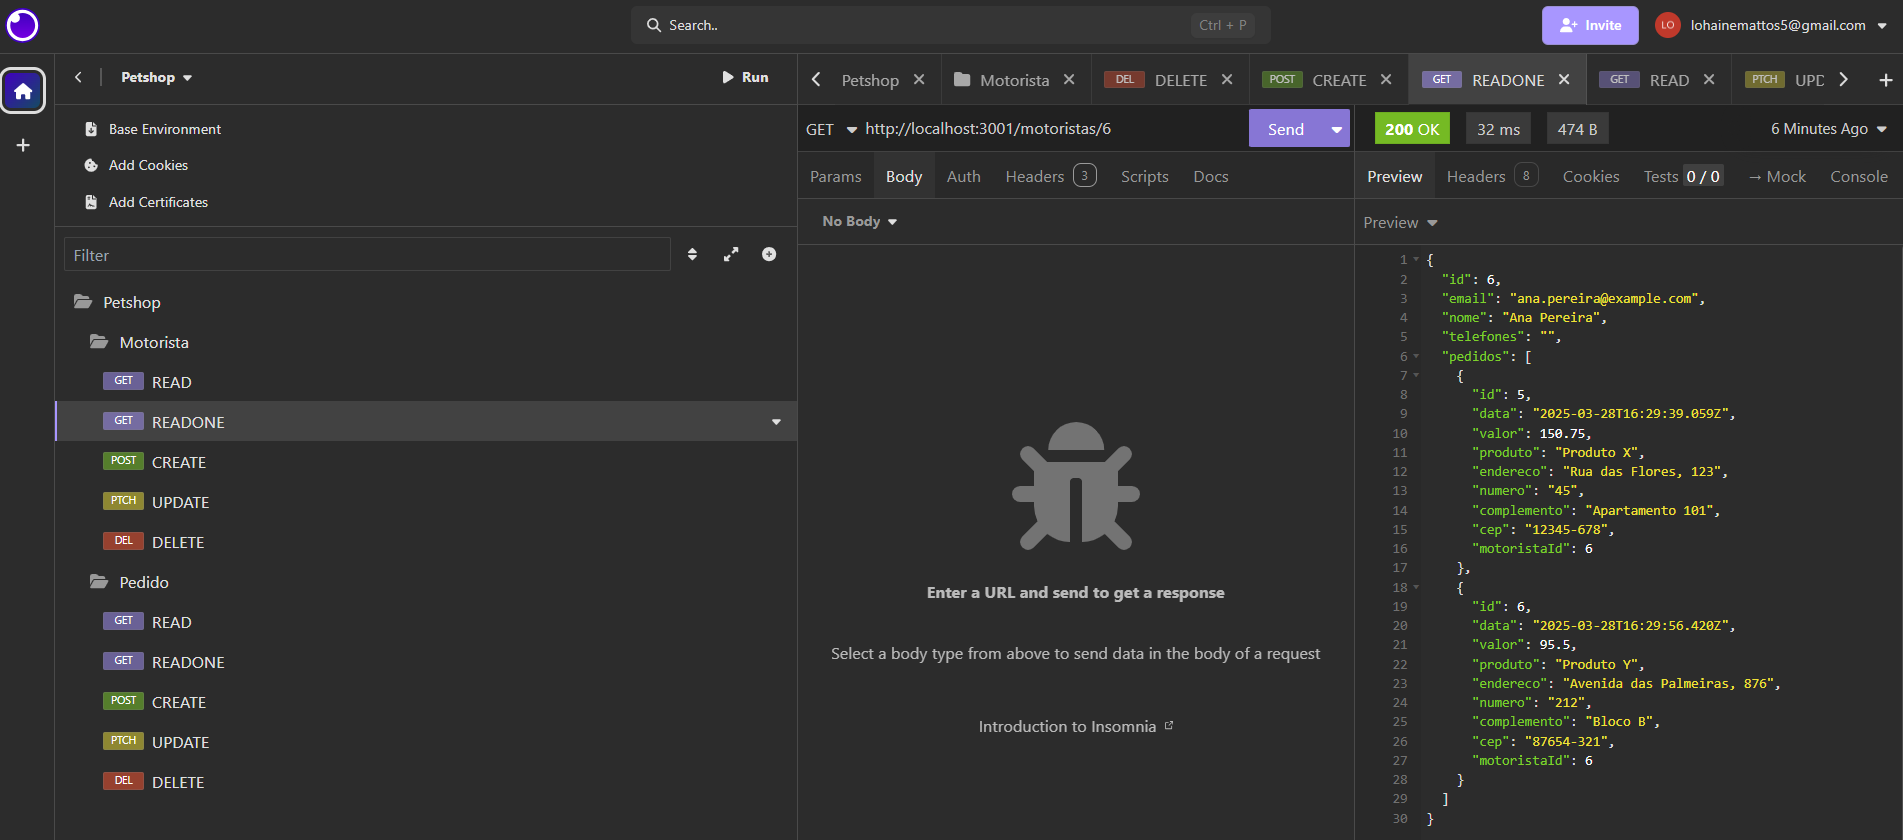 Search..
Ctrl + P
Invite
LO
lohainemattos5@gmail.com
Petshop
Run
Base Environment
Add Cookies
Add Certificates
Filter
Petshop
Motorista
GET READ
GET READONE
POST CREATE
PTCH UPDATE
DEL DELETE
Pedido
GET READ
GET READONE
POST CREATE
PTCH UPDATE
DEL DELETE
Petshop
Motorista
DEL DELETE
POST CREATE
GET READONE
GET READ
PTCH UPD
GET http://localhost:3001/motoristas/6
Send
Params Body Auth Headers 3 Scripts Docs
No Body
Enter a URL and send to get a response
Select a body type from above to send data in the body of a request
Introduction to Insomnia
200 OK 32 ms 474 B 6 Minutes Ago
Preview Headers 8 Cookies Tests 0 / 0 → Mock Console
Preview
1 {
2 "id": 6,
3 "email": "ana.pereira@example.com",
4 "nome": "Ana Pereira",
5 "telefones": "",
6 "pedidos": [
7 {
8 "id": 5,
9 "data": "2025-03-28T16:29:39.059Z",
10 "valor": 150.75,
11 "produto": "Produto X",
12 "endereco": "Rua das Flores, 123",
13 "numero": "45",
14 "complemento": "Apartamento 101",
15 "cep": "12345-678",
16 "motoristaId": 6
17 },
18 {
19 "id": 6,
20 "data": "2025-03-28T16:29:56.420Z",
21 "valor": 95.5,
22 "produto": "Produto Y",
23 "endereco": "Avenida das Palmeiras, 876",
24 "numero": "212",
25 "complemento": "Bloco B",
26 "cep": "87654-321",
27 "motoristaId": 6
28 }
29 ]
30 }